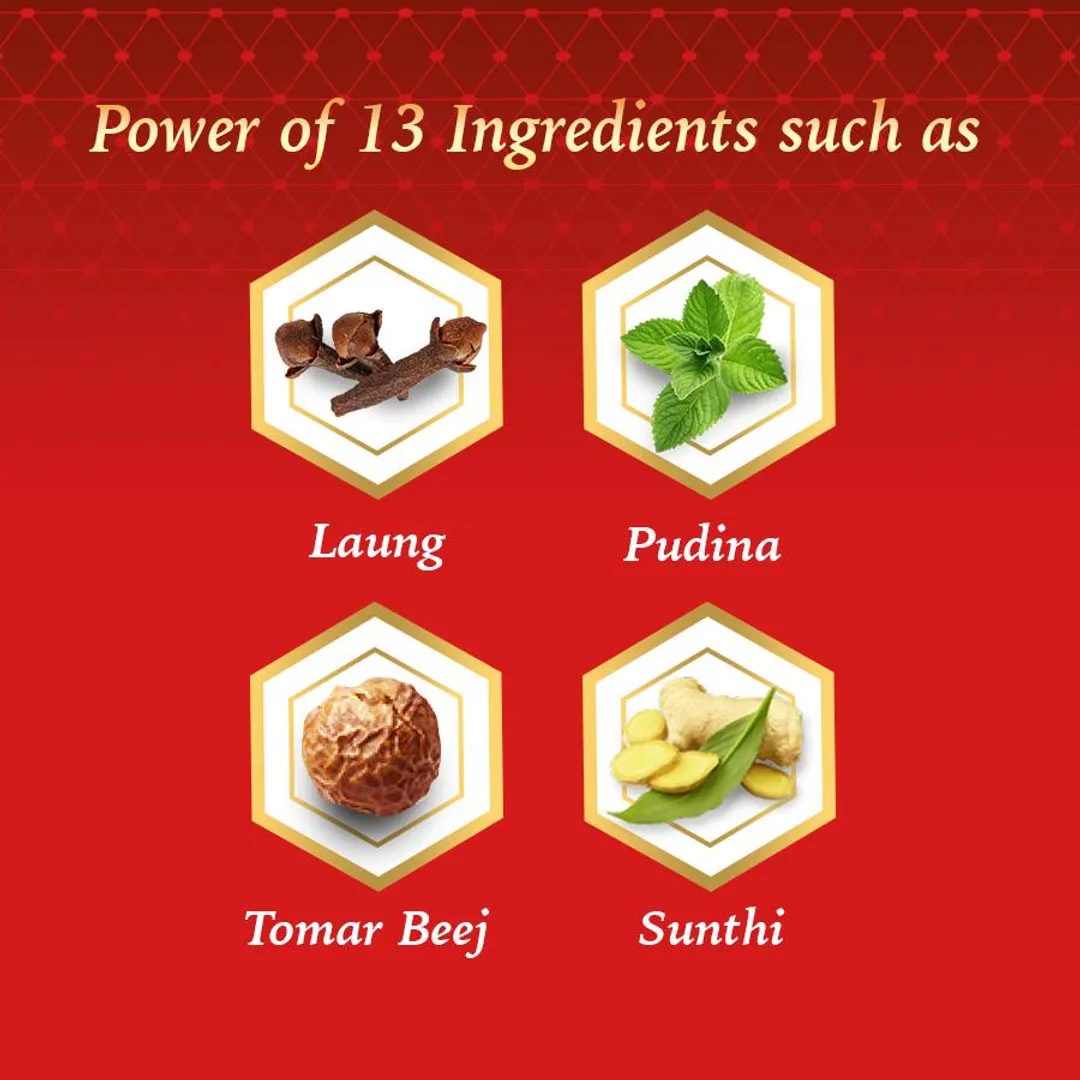 Power of 13 Ingredients such as
Laung
Pudina
Tomar Beej
Sunthi